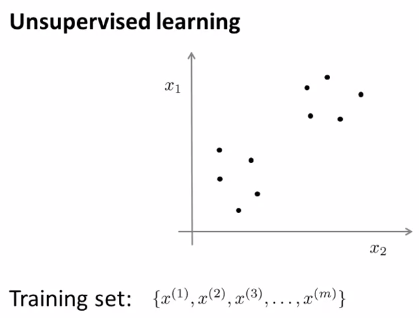 Unsupervised learning
x₁
x₂
Training set: {x⁽¹⁾, x⁽²⁾, x⁽³⁾, . . . , x⁽ᵐ⁾}